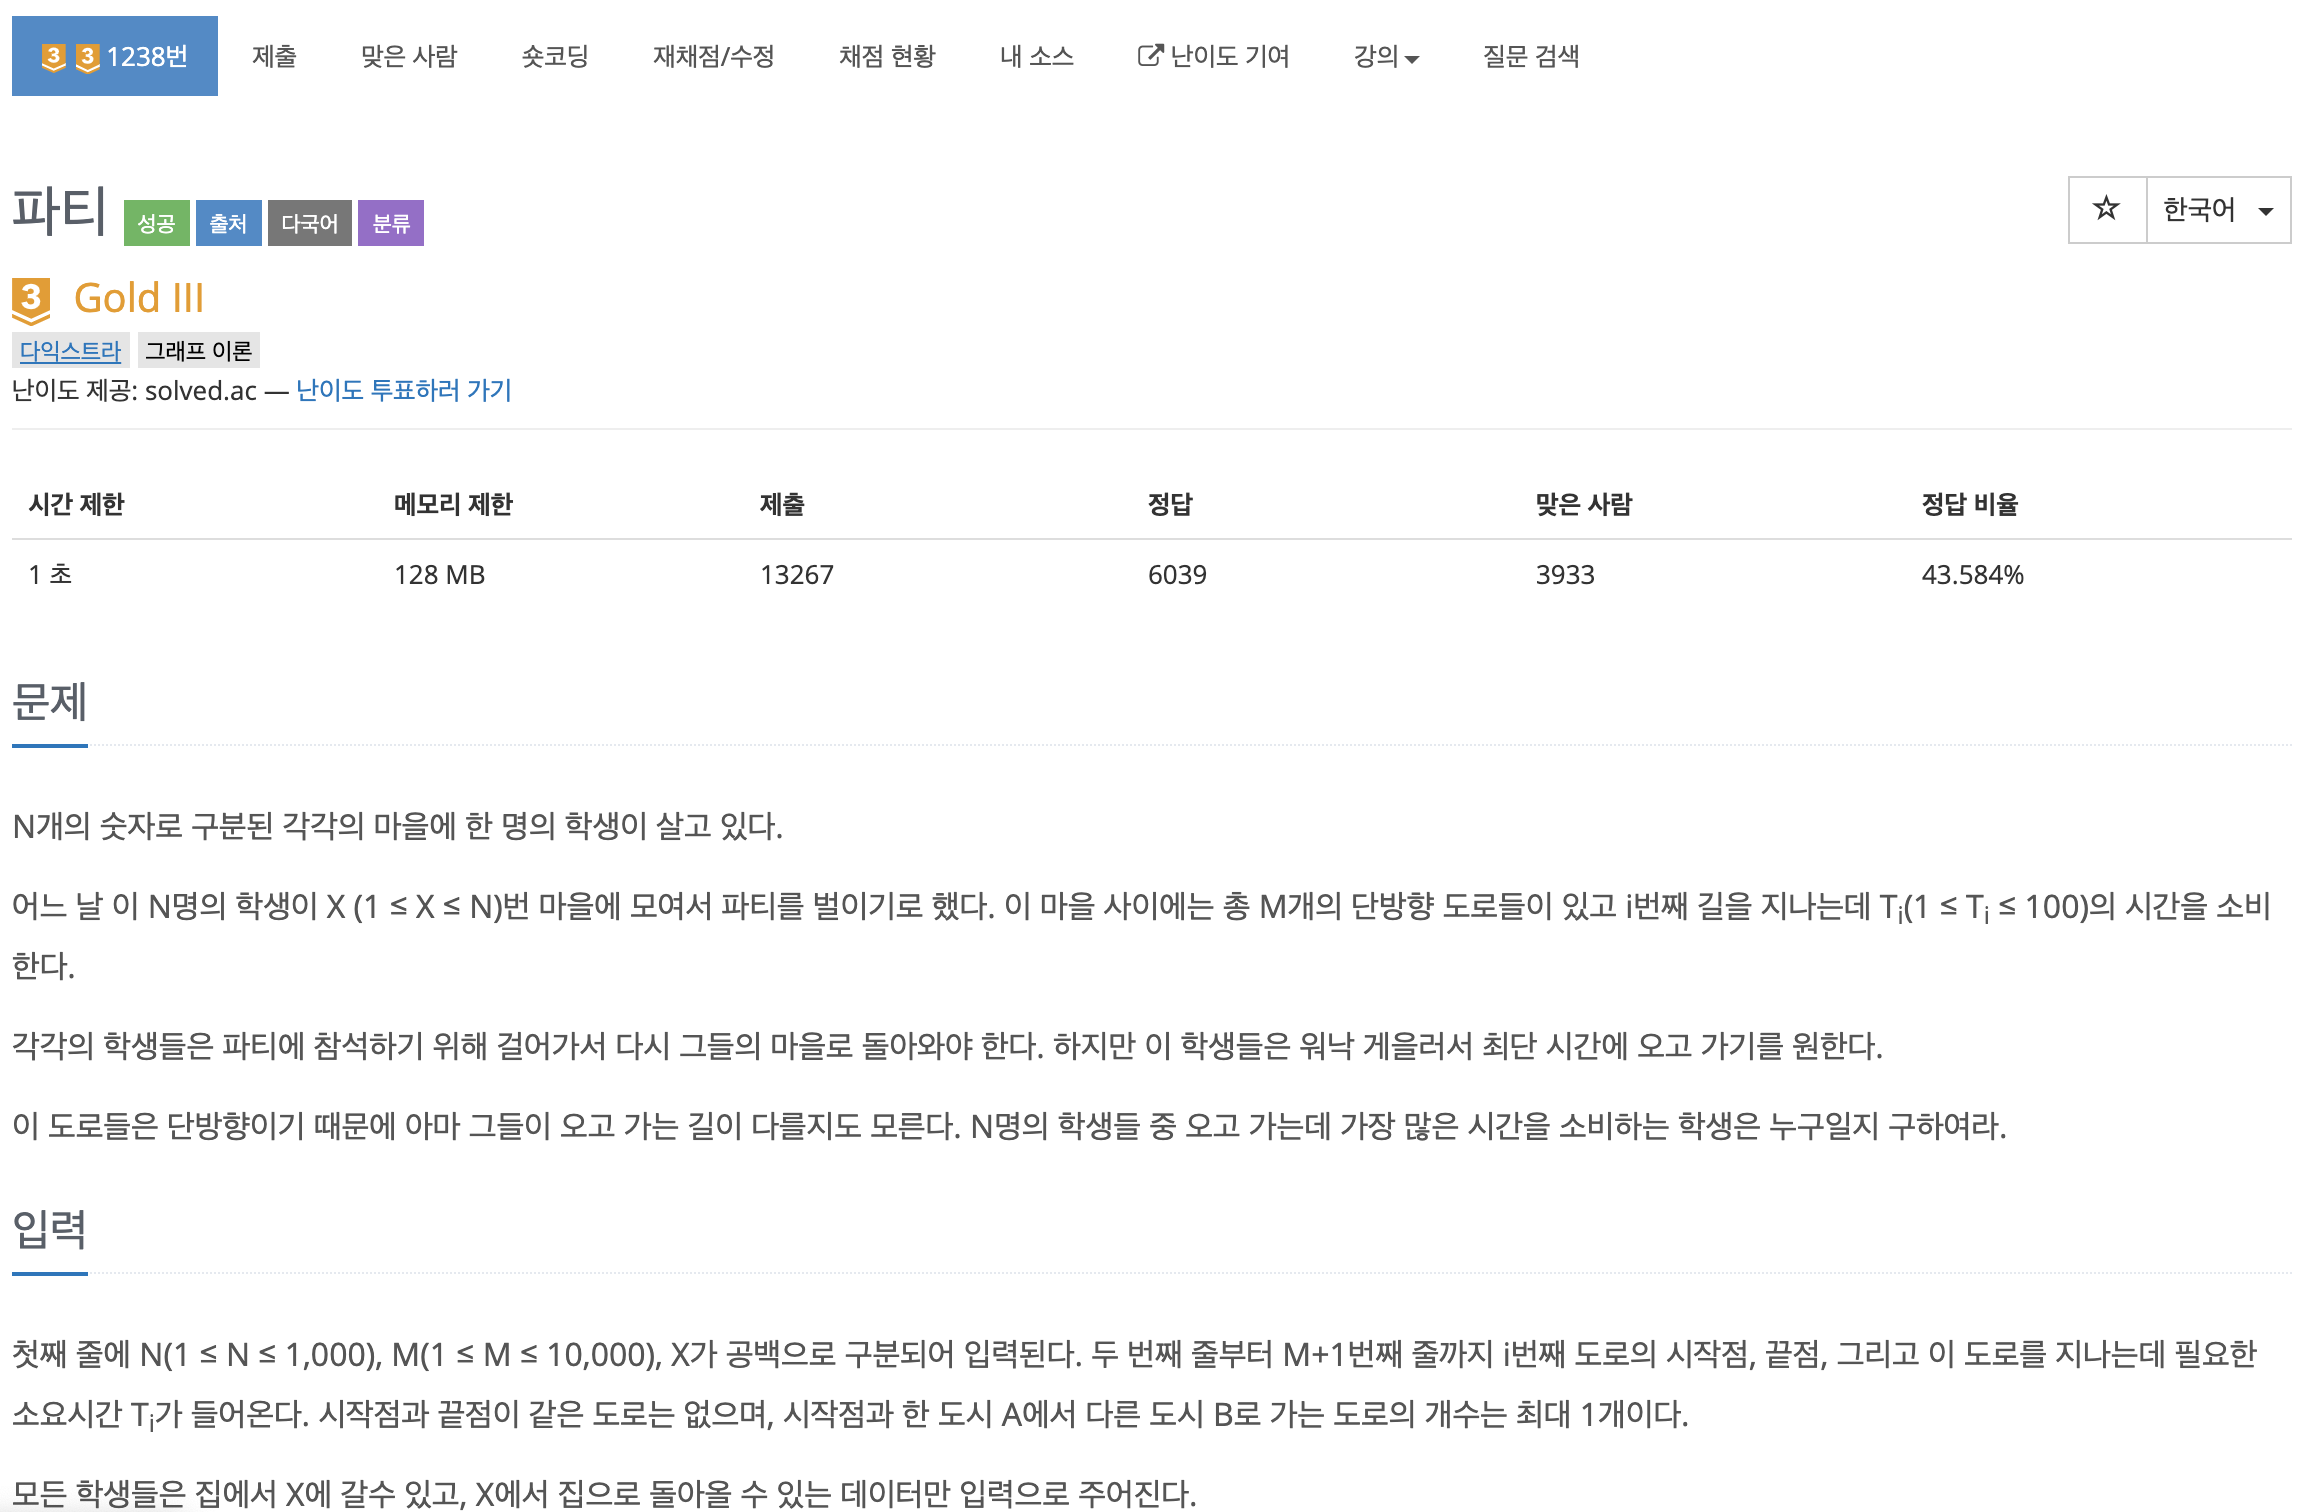 3 3 1238번 제출 맞은 사람 숏코딩 재채점/수정 채점 현황 내 소스 난이도 기여 강의 질문 검색
파티 성공 출처 다국어 분류 한국어
3 Gold III
다익스트라 그래프 이론
난이도 제공: solved.ac — 난이도 투표하러 가기
시간 제한 메모리 제한 제출 정답 맞은 사람 정답 비율
1 초 128 MB 13267 6039 3933 43.584%
문제
N개의 숫자로 구분된 각각의 마을에 한 명의 학생이 살고 있다.
어느 날 이 N명의 학생이 X (1 ≤ X ≤ N)번 마을에 모여서 파티를 벌이기로 했다. 이 마을 사이에는 총 M개의 단방향 도로들이 있고 i번째 길을 지나는데 Ti(1 ≤ Ti ≤ 100)의 시간을 소비
한다.
각각의 학생들은 파티에 참석하기 위해 걸어가서 다시 그들의 마을로 돌아와야 한다. 하지만 이 학생들은 워낙 게을러서 최단 시간에 오고 가기를 원한다.
이 도로들은 단방향이기 때문에 아마 그들이 오고 가는 길이 다를지도 모른다. N명의 학생들 중 오고 가는데 가장 많은 시간을 소비하는 학생은 누구일지 구하여라.
입력
첫째 줄에 N(1 ≤ N ≤ 1,000), M(1 ≤ M ≤ 10,000), X가 공백으로 구분되어 입력된다. 두 번째 줄부터 M+1번째 줄까지 i번째 도로의 시작점, 끝점, 그리고 이 도로를 지나는데 필요한
소요시간 Ti가 들어온다. 시작점과 끝점이 같은 도로는 없으며, 시작점과 한 도시 A에서 다른 도시 B로 가는 도로의 개수는 최대 1개이다.
모든 학생들은 집에서 X에 갈수 있고, X에서 집으로 돌아올 수 있는 데이터만 입력으로 주어진다.